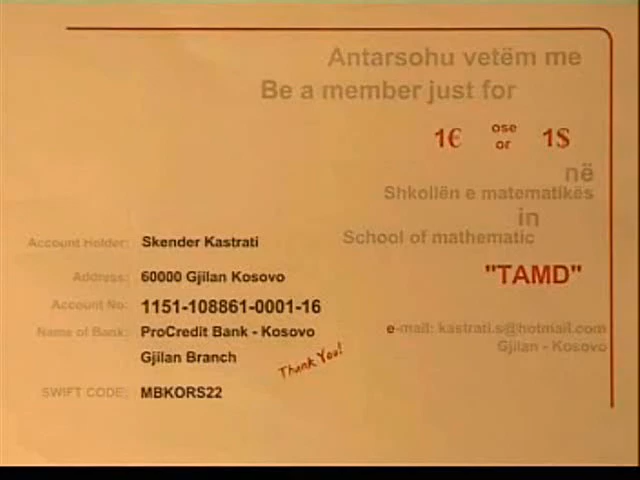 Antarsohu vetëm me
Be a member just for
1€ ose or 1$
në
Shkollën e matematikës
in
School of mathematic
"TAMD"
Account Holder: Skender Kastrati
Address: 60000 Gjilan Kosovo
Account No: 1151-108861-0001-16
Name of Bank: ProCredit Bank - Kosovo
Gjilan Branch
SWIFT CODE: MBKORS22
Thank You!
e-mail: kastrati.s@hotmail.com
Gjilan - Kosovo